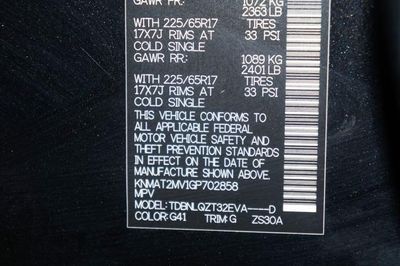 GAWR FR: 1072 KG
2363 LB
WITH 225/65R17 TIRES
17X7J RIMS AT 33 PSI
COLD SINGLE
GAWR RR: 1089 KG
2401 LB
WITH 225/65R17 TIRES
17X7J RIMS AT 33 PSI
COLD SINGLE
THIS VEHICLE CONFORMS TO
ALL APPLICABLE FEDERAL
MOTOR VEHICLE SAFETY AND
THEFT PREVENTION STANDARDS
IN EFFECT ON THE DATE OF
MANUFACTURE SHOWN ABOVE.
KNMAT2MV1GP702858
MPV
MODEL: TDBNLQZT32EVA----D
COLOR:G41 TRIM:G ZS30A